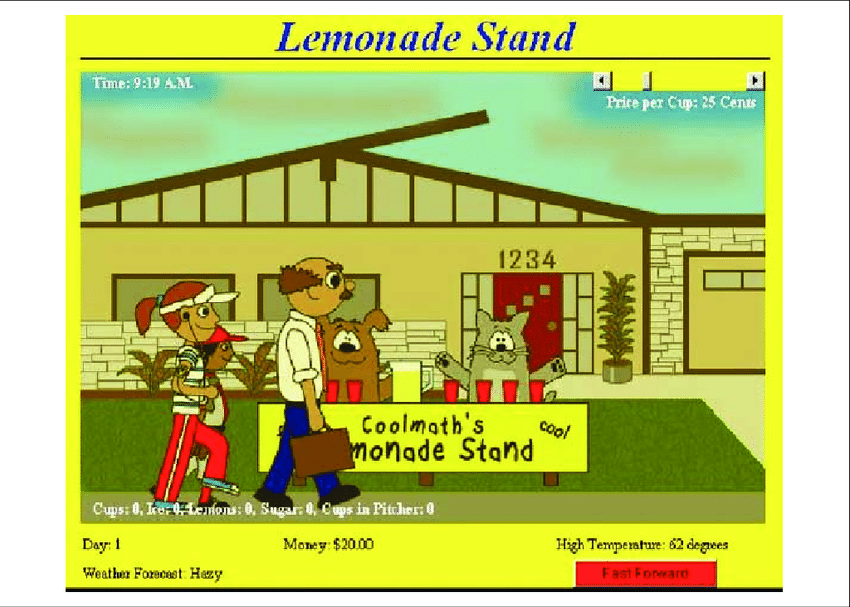 Lemonade Stand
Time: 9:19 A.M.
Price per Cup: 25 Cents
1234
Coolmath's
cool
monade Stand
Cups: 0, Ice: 0, Lemons: 0, Sugar: 0, Cups in Pitcher: 0
Day: 1
Money: $20.00
High Temperature: 62 degrees
Weather Forecast: Hazy
Fast Forward